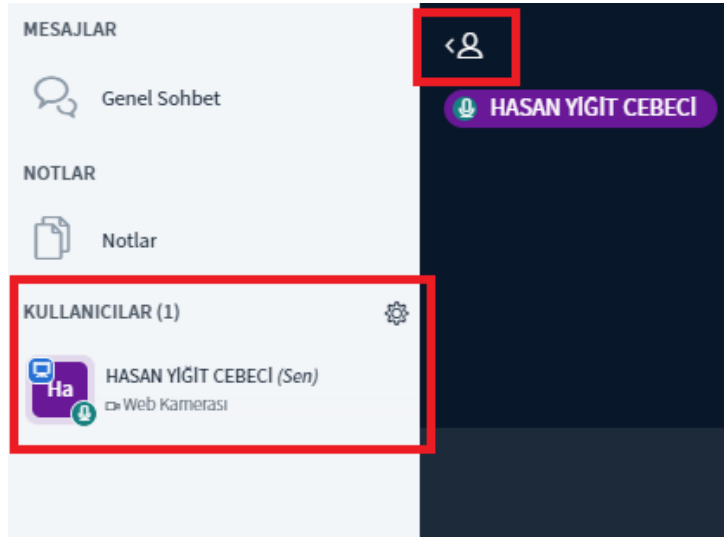 MESAJLAR
Genel Sohbet
NOTLAR
Notlar
KULLANICILAR (1)
Ha
HASAN YİĞİT CEBECİ (Sen)
Web Kamerası
HASAN YİĞİT CEBECİ